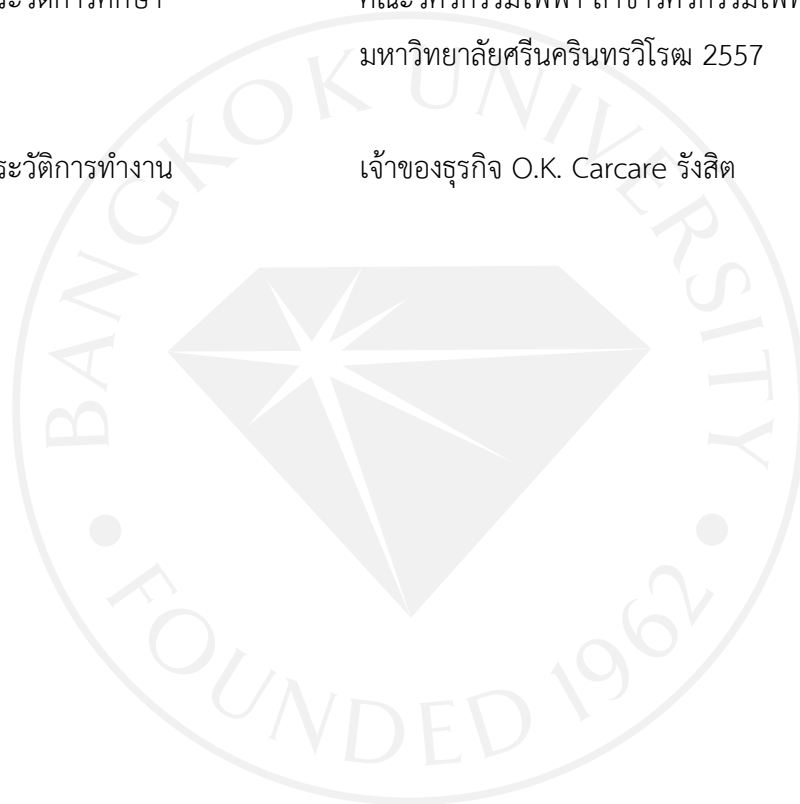 มหาวิทยาลัยศรีนครินทรวิโรฒ 2557
ระวัติการทำงาน เจ้าของธุรกิจ O.K. Carcare รังสิต
BANGKOK UNIVERSITY
FOUNDED 1962